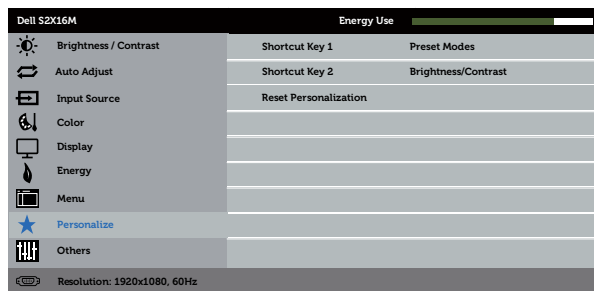 Dell S2X16M Energy Use
Brightness / Contrast Shortcut Key 1 Preset Modes
Auto Adjust Shortcut Key 2 Brightness/Contrast
Input Source Reset Personalization
Color
Display
Energy
Menu
Personalize
Others
Resolution: 1920x1080, 60Hz